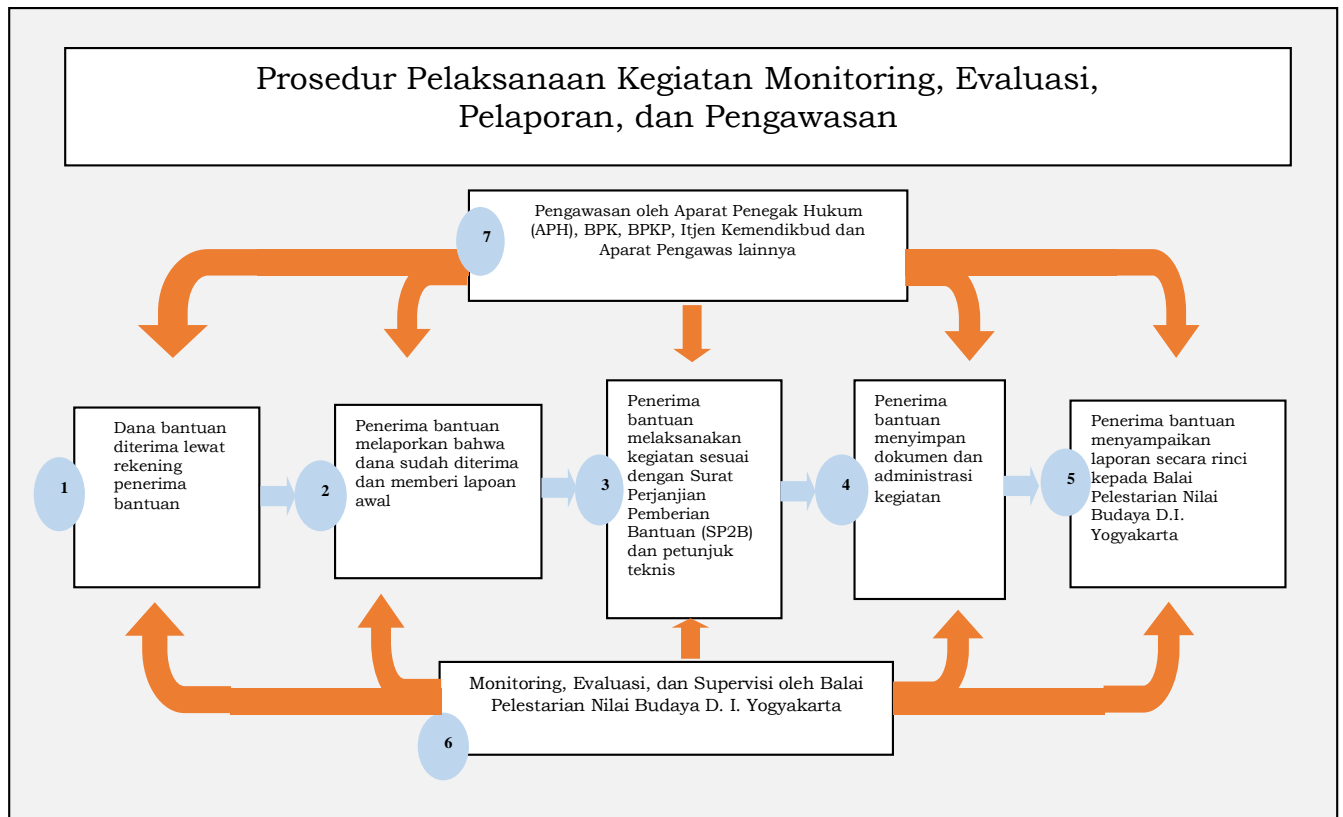 Prosedur Pelaksanaan Kegiatan Monitoring, Evaluasi,
Pelaporan, dan Pengawasan
7
Pengawasan oleh Aparat Penegak Hukum
(APH), BPK, BPKP, Itjen Kemendikbud dan
Aparat Pengawas lainnya
1
Dana bantuan
diterima lewat
rekening
penerima
bantuan
2
Penerima bantuan
melaporkan bahwa
dana sudah diterima
dan memberi lapoan
awal
3
Penerima
bantuan
melaksanakan
kegiatan sesuai
dengan Surat
Perjanjian
Pemberian
Bantuan (SP2B)
dan petunjuk
teknis
4
Penerima
bantuan
menyimpan
dokumen dan
administrasi
kegiatan
5
Penerima bantuan
menyampaikan
laporan secara rinci
kepada Balai
Pelestarian Nilai
Budaya D.I.
Yogyakarta
Monitoring, Evaluasi, dan Supervisi oleh Balai
Pelestarian Nilai Budaya D. I. Yogyakarta
6